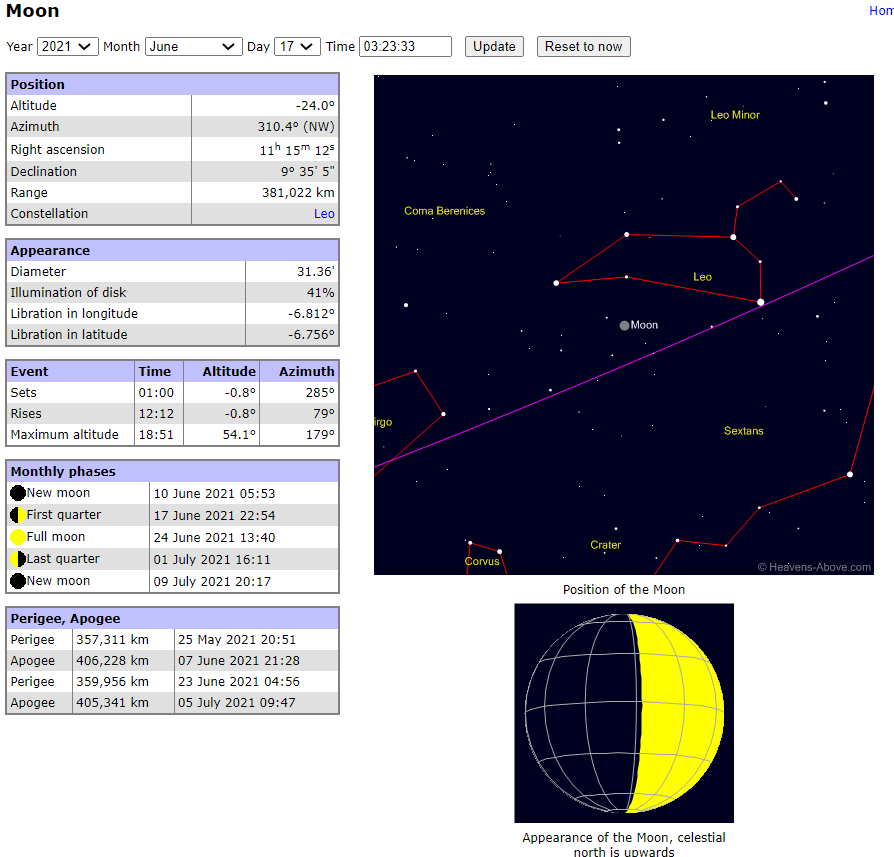 Moon
Hom
Year 2021 Month June Day 17 Time 03:23:33 Update Reset to now
Position
Altitude -24.0°
Azimuth 310.4° (NW)
Right ascension 11h 15m 12s
Declination 9° 35' 5"
Range 381,022 km
Constellation Leo
Appearance
Diameter 31.36'
Illumination of disk 41%
Libration in longitude -6.812°
Libration in latitude -6.756°
Event Time Altitude Azimuth
Sets 01:00 -0.8° 285°
Rises 12:12 -0.8° 79°
Maximum altitude 18:51 54.1° 179°
Monthly phases
New moon 10 June 2021 05:53
First quarter 17 June 2021 22:54
Full moon 24 June 2021 13:40
Last quarter 01 July 2021 16:11
New moon 09 July 2021 20:17
Perigee, Apogee
Perigee 357,311 km 25 May 2021 20:51
Apogee 406,228 km 07 June 2021 21:28
Perigee 359,956 km 23 June 2021 04:56
Apogee 405,341 km 05 July 2021 09:47
Leo Minor
Coma Berenices
Leo
Moon
irgo
Sextans
Crater
Corvus
© Heavens-Above.com
Position of the Moon
Appearance of the Moon, celestial
north is upwards